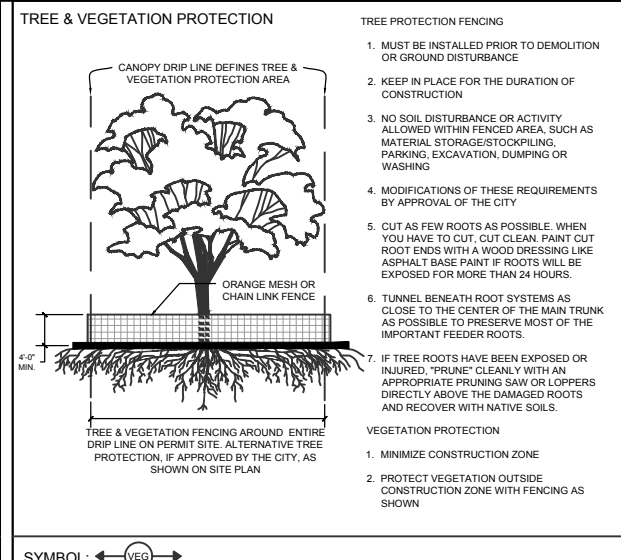 TREE & VEGETATION PROTECTION
CANOPY DRIP LINE DEFINES TREE &
VEGETATION PROTECTION AREA
ORANGE MESH OR
CHAIN LINK FENCE
4'-0"
MIN.
TREE & VEGETATION FENCING AROUND ENTIRE
DRIP LINE ON PERMIT SITE. ALTERNATIVE TREE
PROTECTION, IF APPROVED BY THE CITY, AS
SHOWN ON SITE PLAN
TREE PROTECTION FENCING
1. MUST BE INSTALLED PRIOR TO DEMOLITION
OR GROUND DISTURBANCE
2. KEEP IN PLACE FOR THE DURATION OF
CONSTRUCTION
3. NO SOIL DISTURBANCE OR ACTIVITY
ALLOWED WITHIN FENCED AREA, SUCH AS
MATERIAL STORAGE/STOCKPILING,
PARKING, EXCAVATION, DUMPING OR
WASHING
4. MODIFICATIONS OF THESE REQUIREMENTS
BY APPROVAL OF THE CITY
5. CUT AS FEW ROOTS AS POSSIBLE. WHEN
YOU HAVE TO CUT, CUT CLEAN. PAINT CUT
ROOT ENDS WITH A WOOD DRESSING LIKE
ASPHALT BASE PAINT IF ROOTS WILL BE
EXPOSED FOR MORE THAN 24 HOURS.
6. TUNNEL BENEATH ROOT SYSTEMS AS
CLOSE TO THE CENTER OF THE MAIN TRUNK
AS POSSIBLE TO PRESERVE MOST OF THE
IMPORTANT FEEDER ROOTS.
7. IF TREE ROOTS HAVE BEEN EXPOSED OR
INJURED, "PRUNE" CLEANLY WITH AN
APPROPRIATE PRUNING SAW OR LOPPERS
DIRECTLY ABOVE THE DAMAGED ROOTS
AND RECOVER WITH NATIVE SOILS.
VEGETATION PROTECTION
1. MINIMIZE CONSTRUCTION ZONE
2. PROTECT VEGETATION OUTSIDE
CONSTRUCTION ZONE WITH FENCING AS
SHOWN
SYMBOL: VEG